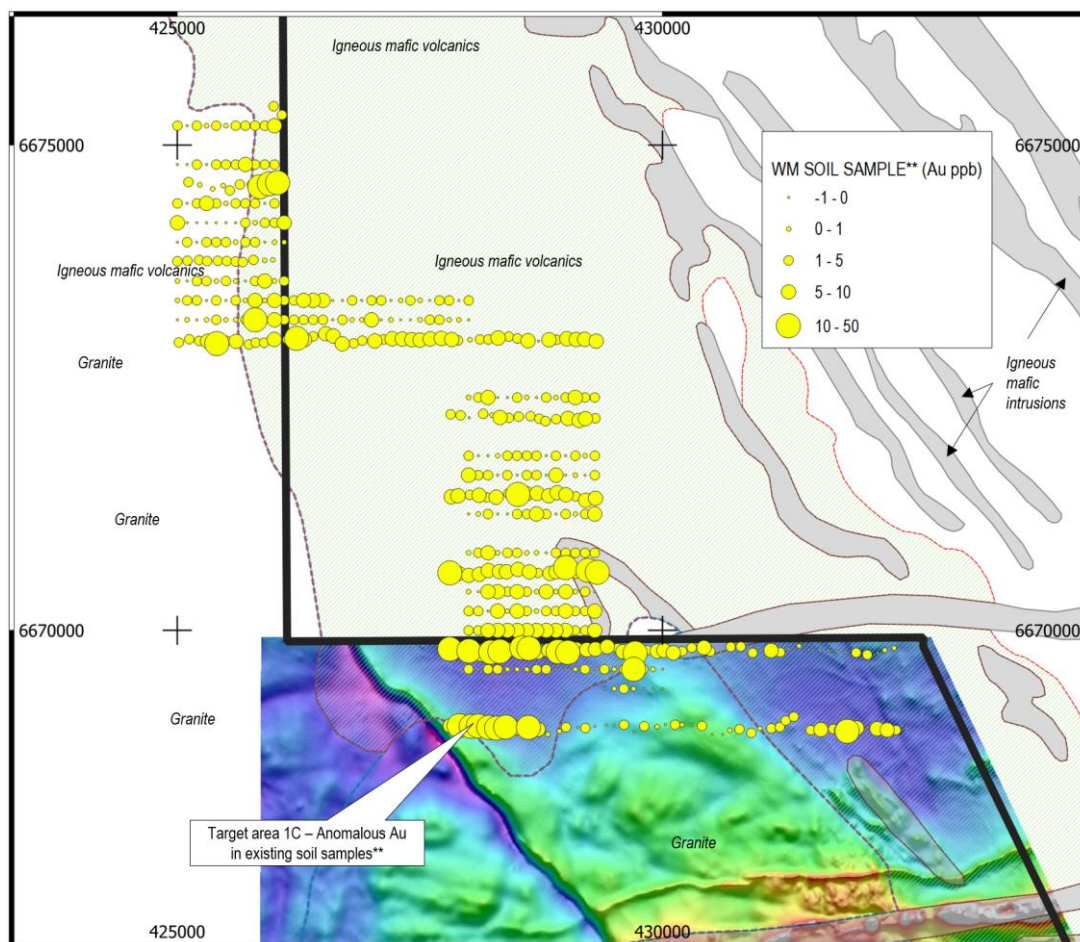 425000
430000
Igneous mafic volcanics
6675000
6675000
WM SOIL SAMPLE** (Au ppb)
-1 - 0
0 - 1
1 - 5
5 - 10
10 - 50
Igneous mafic volcanics
Igneous mafic volcanics
Granite
Igneous
mafic
intrusions
Granite
6670000
6670000
Granite
Target area 1C – Anomalous Au
in existing soil samples**
Granite
425000
430000